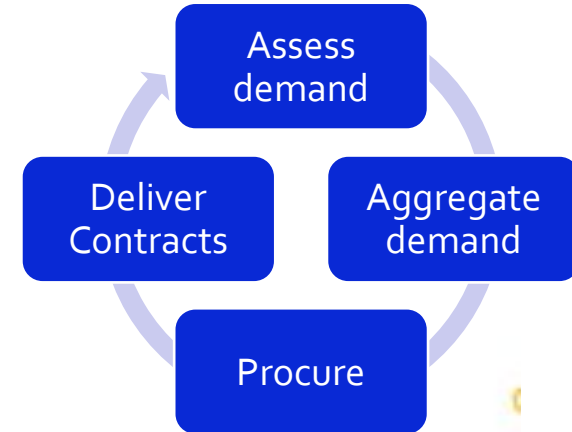 Assess
demand
Aggregate
demand
Procure
Deliver
Contracts